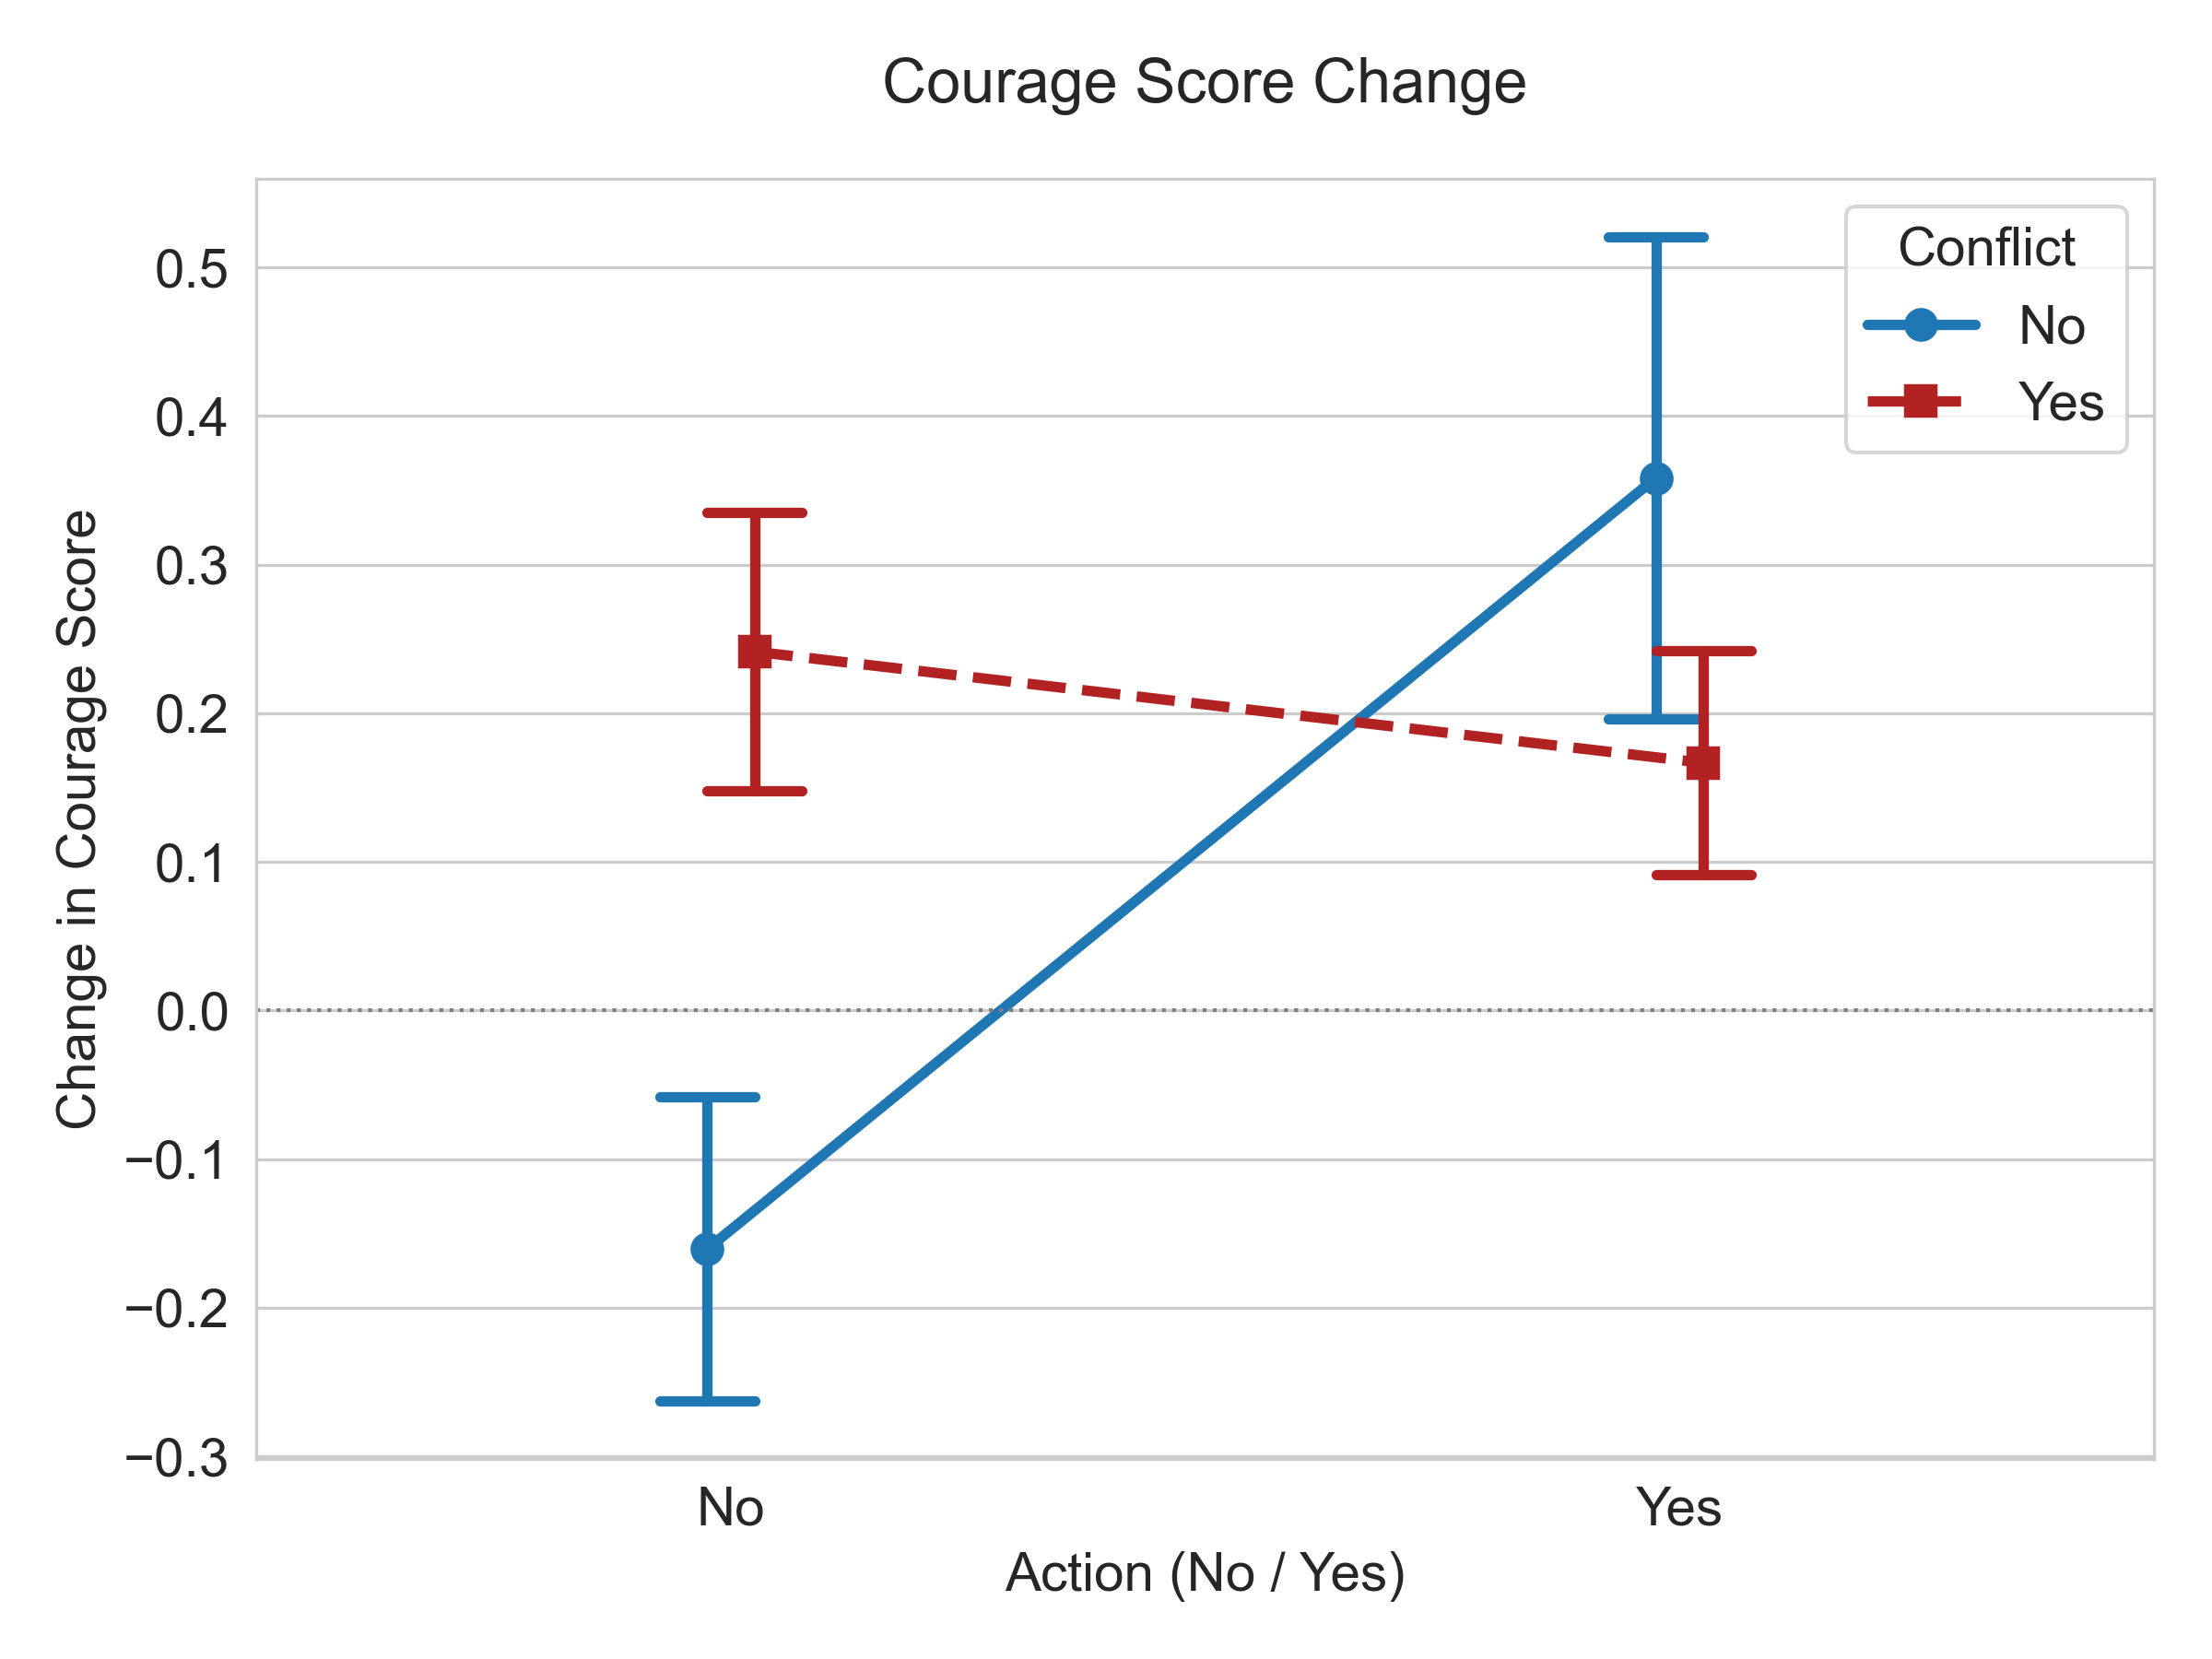 Courage Score Change
Change in Courage Score
0.5
0.4
0.3
0.2
0.1
0.0
−0.1
−0.2
−0.3
Conflict
No
Yes
No
Yes
Action (No / Yes)